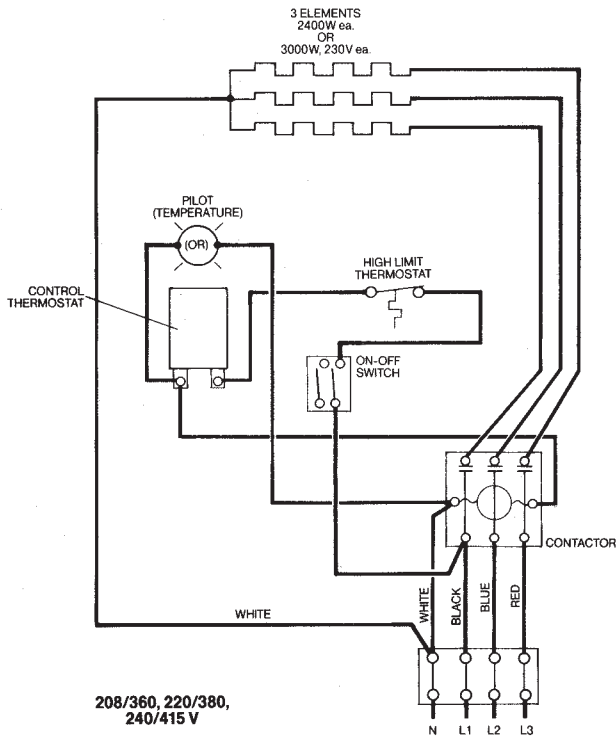 3 ELEMENTS
2400W ea.
OR
3000W, 230V ea.
PILOT
(TEMPERATURE)
(OR)
HIGH LIMIT
THERMOSTAT
CONTROL
THERMOSTAT
ON-OFF
SWITCH
CONTACTOR
WHITE
WHITE
BLACK
BLUE
RED
208/360, 220/380,
240/415 V
N L1 L2 L3